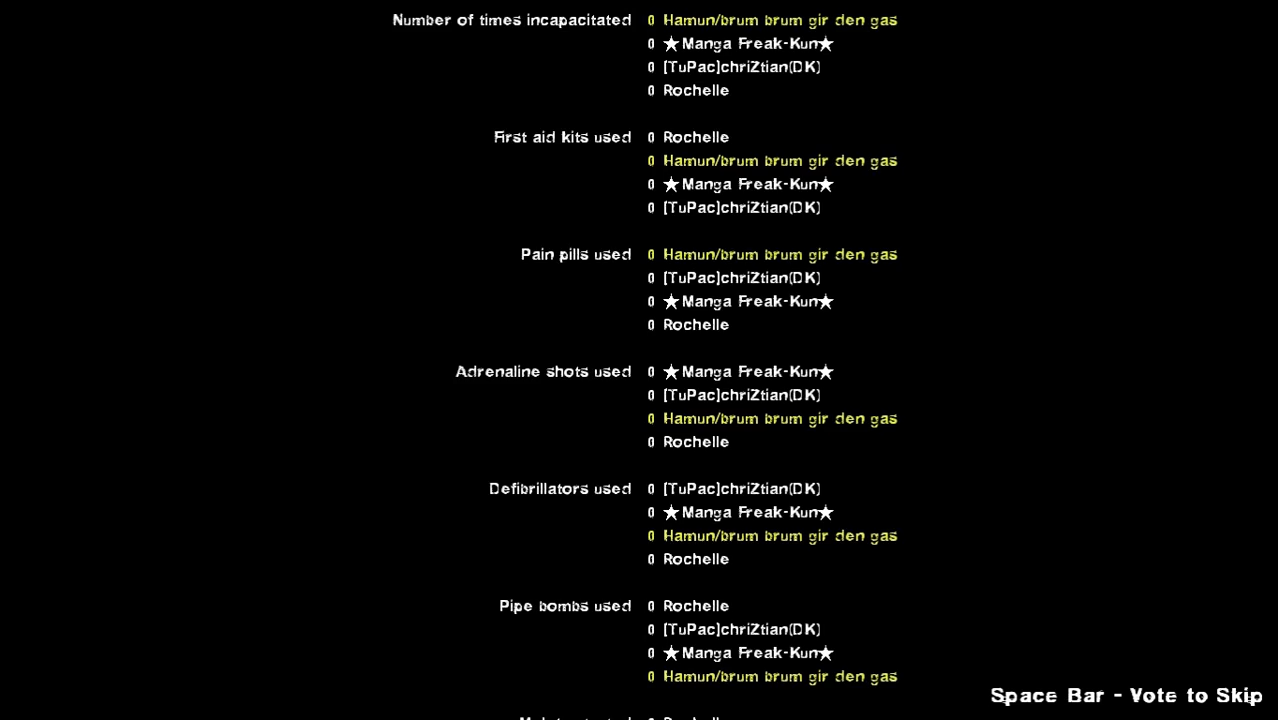 Number of times incapacitated 0 Hamun/brum brum gir den gas
0 ★Manga Freak-Kun★
0 [TuPac]chriZtian(DK)
0 Rochelle
First aid kits used 0 Rochelle
0 Hamun/brum brum gir den gas
0 ★Manga Freak-Kun★
0 [TuPac]chriZtian(DK)
Pain pills used 0 Hamun/brum brum gir den gas
0 [TuPac]chriZtian(DK)
0 ★Manga Freak-Kun★
0 Rochelle
Adrenaline shots used 0 ★Manga Freak-Kun★
0 [TuPac]chriZtian(DK)
0 Hamun/brum brum gir den gas
0 Rochelle
Defibrillators used 0 [TuPac]chriZtian(DK)
0 ★Manga Freak-Kun★
0 Hamun/brum brum gir den gas
0 Rochelle
Pipe bombs used 0 Rochelle
0 [TuPac]chriZtian(DK)
0 ★Manga Freak-Kun★
0 Hamun/brum brum gir den gas
Space Bar - Vote to Skip